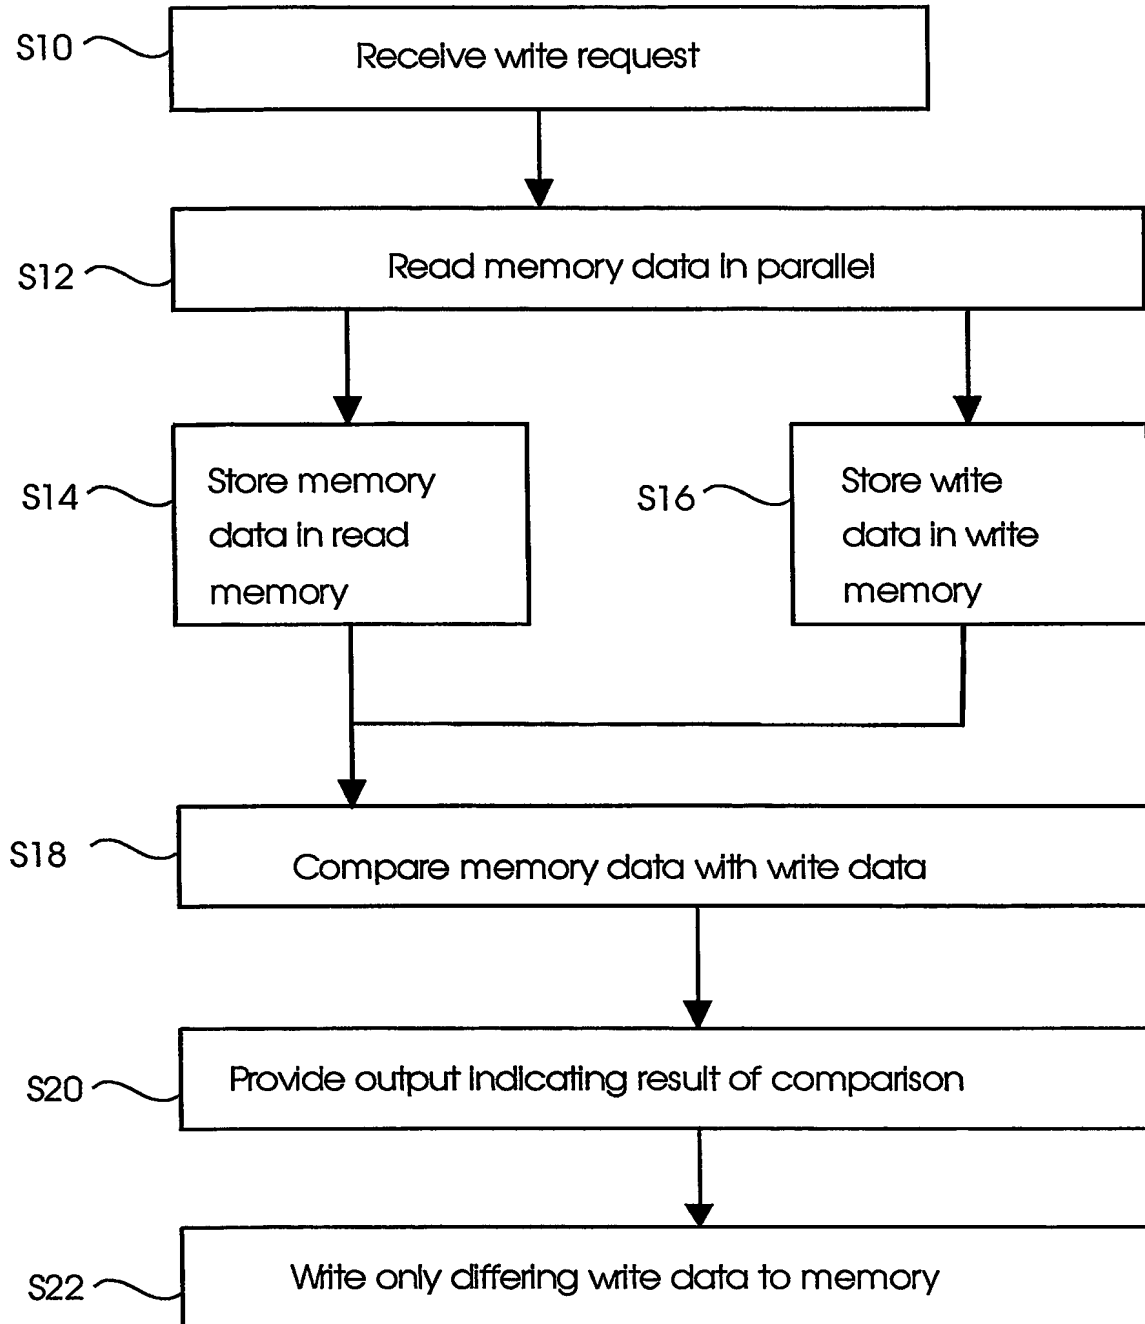 S10
Receive write request
S12
Read memory data in parallel
S14
Store memory
data in read
memory
S16
Store write
data in write
memory
S18
Compare memory data with write data
S20
Provide output indicating result of comparison
S22
Write only differing write data to memory